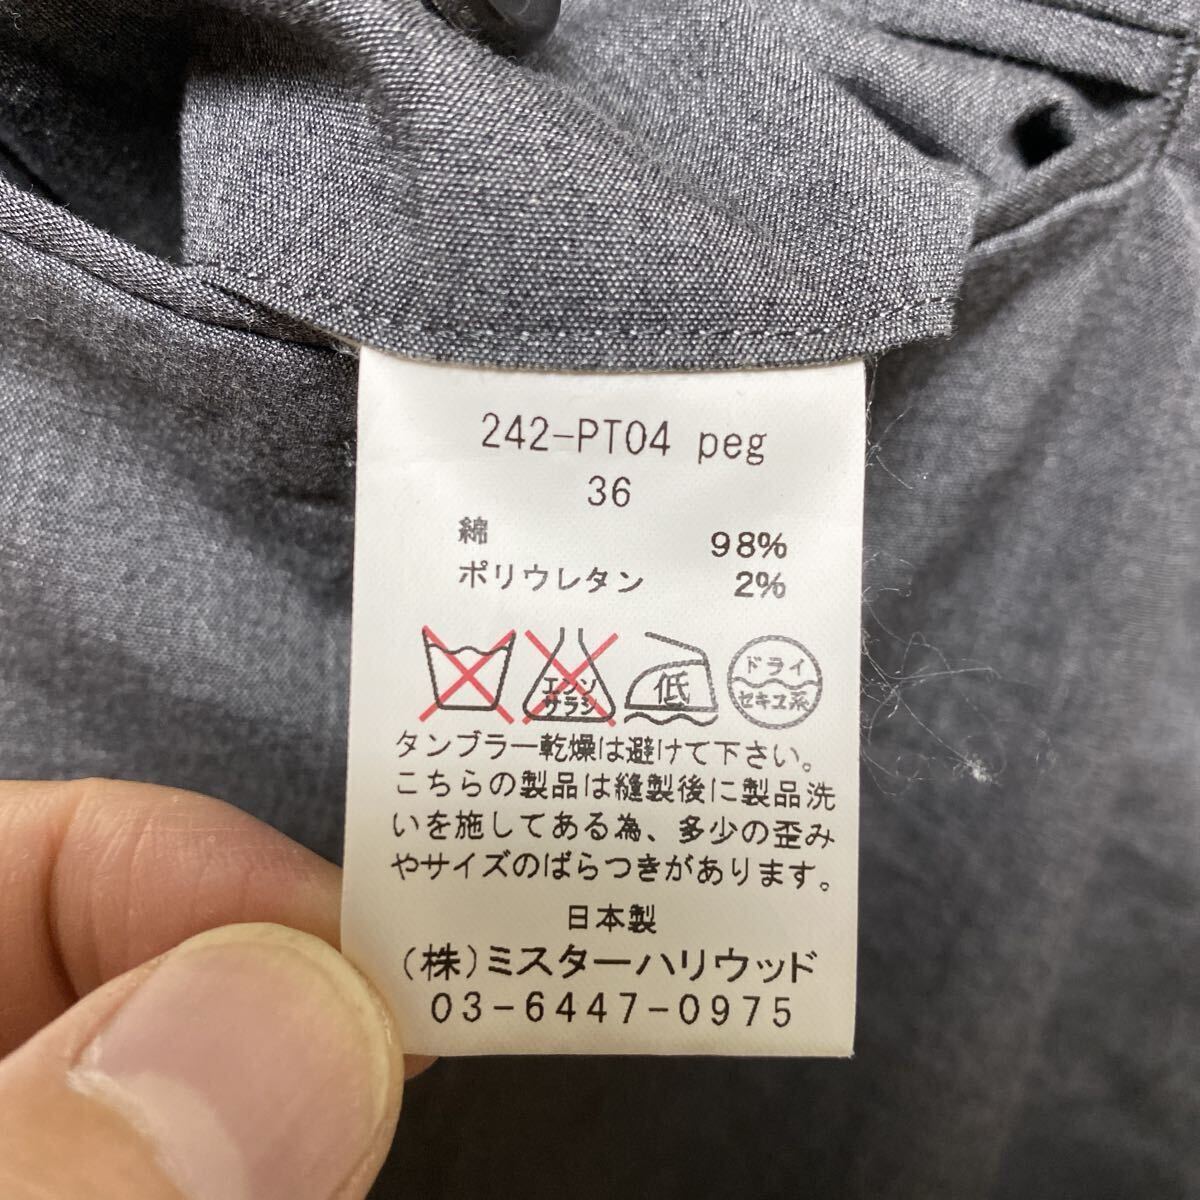 242-PT04 peg
36
綿 98%
ポリウレタン 2%
エンソ
サラシ
低
ドライ
セキユ系
タンブラー乾燥は避けて下さい。
こちらの製品は縫製後に製品洗
いを施してある為、多少の歪み
やサイズのばらつきがあります。
日本製
(株)ミスターハリウッド
03-6447-0975